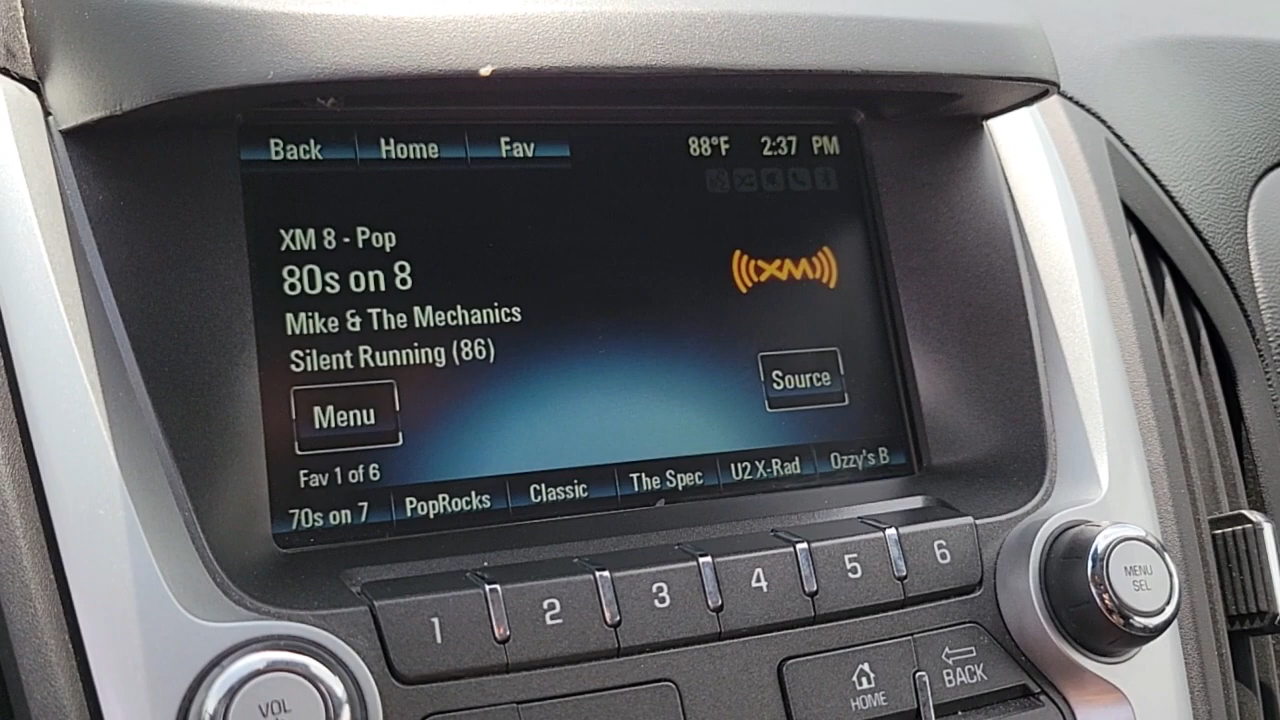 Back Home Fav 88°F 2:37 PM
XM 8 - Pop
80s on 8
((( XM )))
Mike & The Mechanics
Silent Running (86)
Menu
Source
Fav 1 of 6
70s on 7 PopRocks Classic The Spec U2 X-Rad Ozzy's B
1 2 3 4 5 6
MENU
SEL
VOL
HOME
BACK